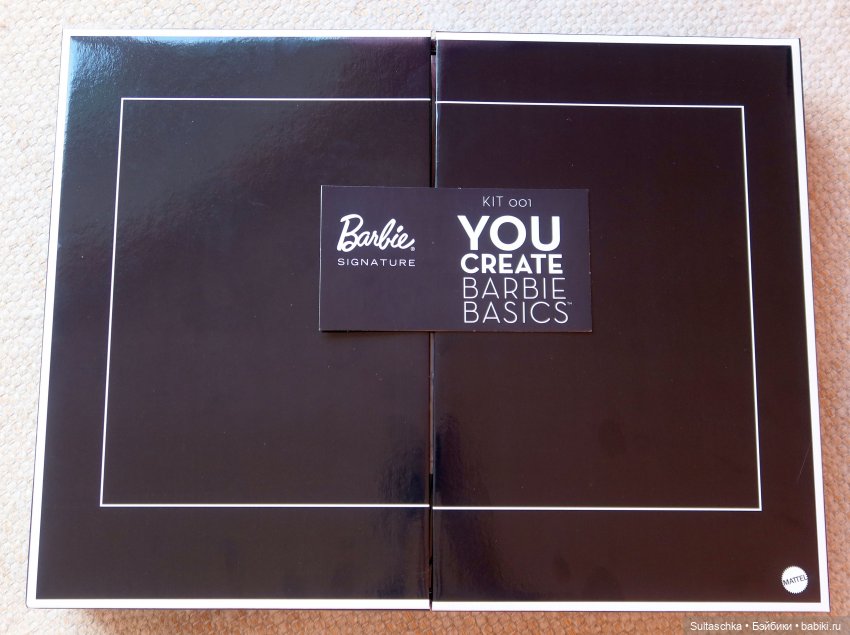 Barbie®
SIGNATURE
KIT 001
YOU
CREATE
BARBIE
BASICS™
MATTEL
Sultaschka • Бэйбики • babiki.ru